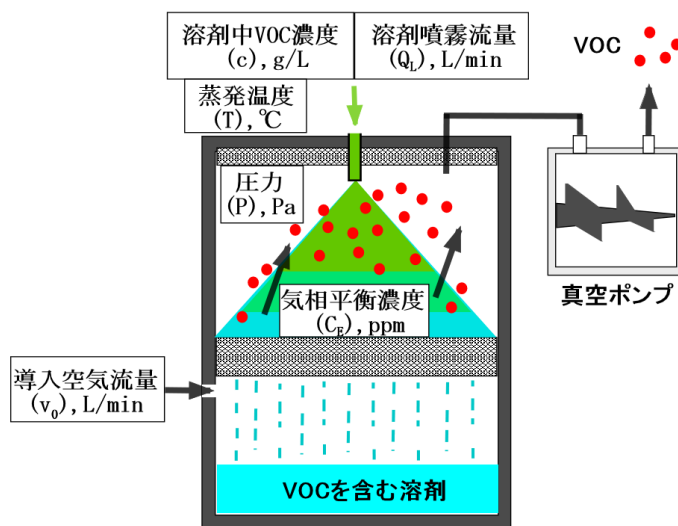 溶剤中VOC濃度
(c), g/L
溶剤噴霧流量
(QL), L/min
VOC
蒸発温度
(T), ℃
圧力
(P), Pa
真空ポンプ
気相平衡濃度
(CE), ppm
導入空気流量
(v0), L/min
VOCを含む溶剤